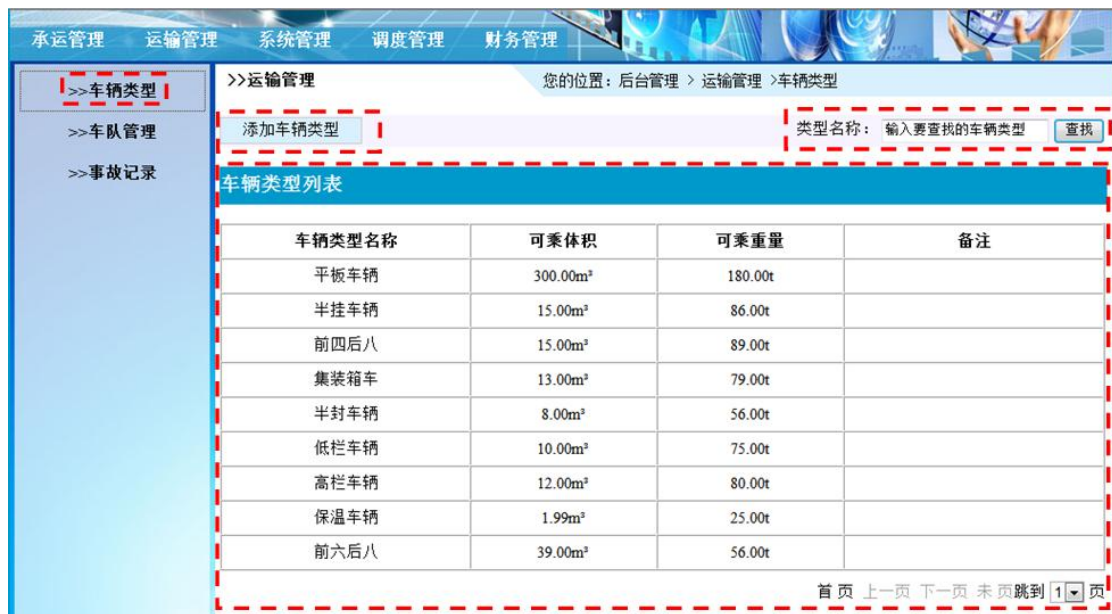 承运管理 运输管理 系统管理 调度管理 财务管理
>>车辆类型
>>车队管理
>>事故记录
>>运输管理 您的位置：后台管理 > 运输管理 >车辆类型
添加车辆类型 类型名称： 输入要查找的车辆类型 查找
车辆类型列表
车辆类型名称 可乘体积 可乘重量 备注
平板车辆 300.00m³ 180.00t
半挂车辆 15.00m³ 86.00t
前四后八 15.00m³ 89.00t
集装箱车 13.00m³ 79.00t
半封车辆 8.00m³ 56.00t
低栏车辆 10.00m³ 75.00t
高栏车辆 12.00m³ 80.00t
保温车辆 1.99m³ 25.00t
前六后八 39.00m³ 56.00t
首 页 上一页 下一页 未 页跳到 1 页